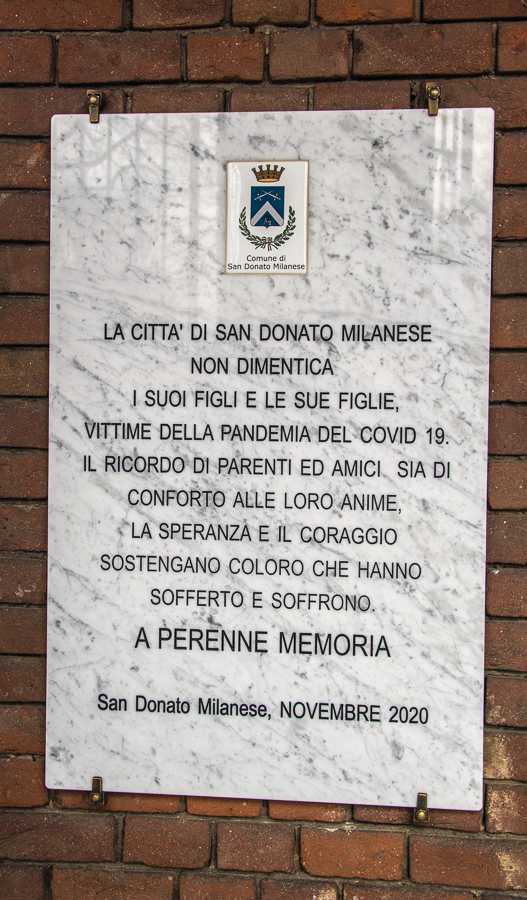 Comune di
San Donato Milanese
LA CITTA' DI SAN DONATO MILANESE
NON DIMENTICA
I SUOI FIGLI E LE SUE FIGLIE,
VITTIME DELLA PANDEMIA DEL COVID 19.
IL RICORDO DI PARENTI ED AMICI SIA DI
CONFORTO ALLE LORO ANIME,
LA SPERANZA E IL CORAGGIO
SOSTENGANO COLORO CHE HANNO
SOFFERTO E SOFFRONO.
A PERENNE MEMORIA
San Donato Milanese, NOVEMBRE 2020